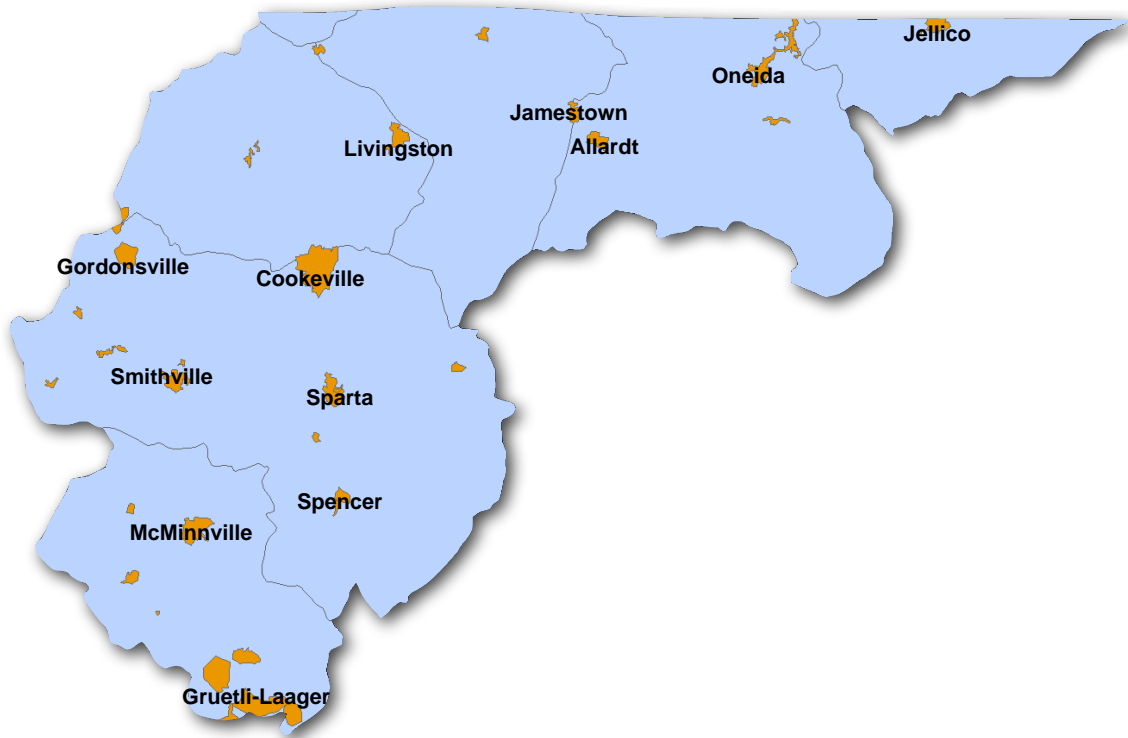 Jellico
Oneida
Jamestown
Livingston
Allardt
Gordonsville
Cookeville
Smithville
Sparta
Spencer
McMinnville
Gruetli-Laager